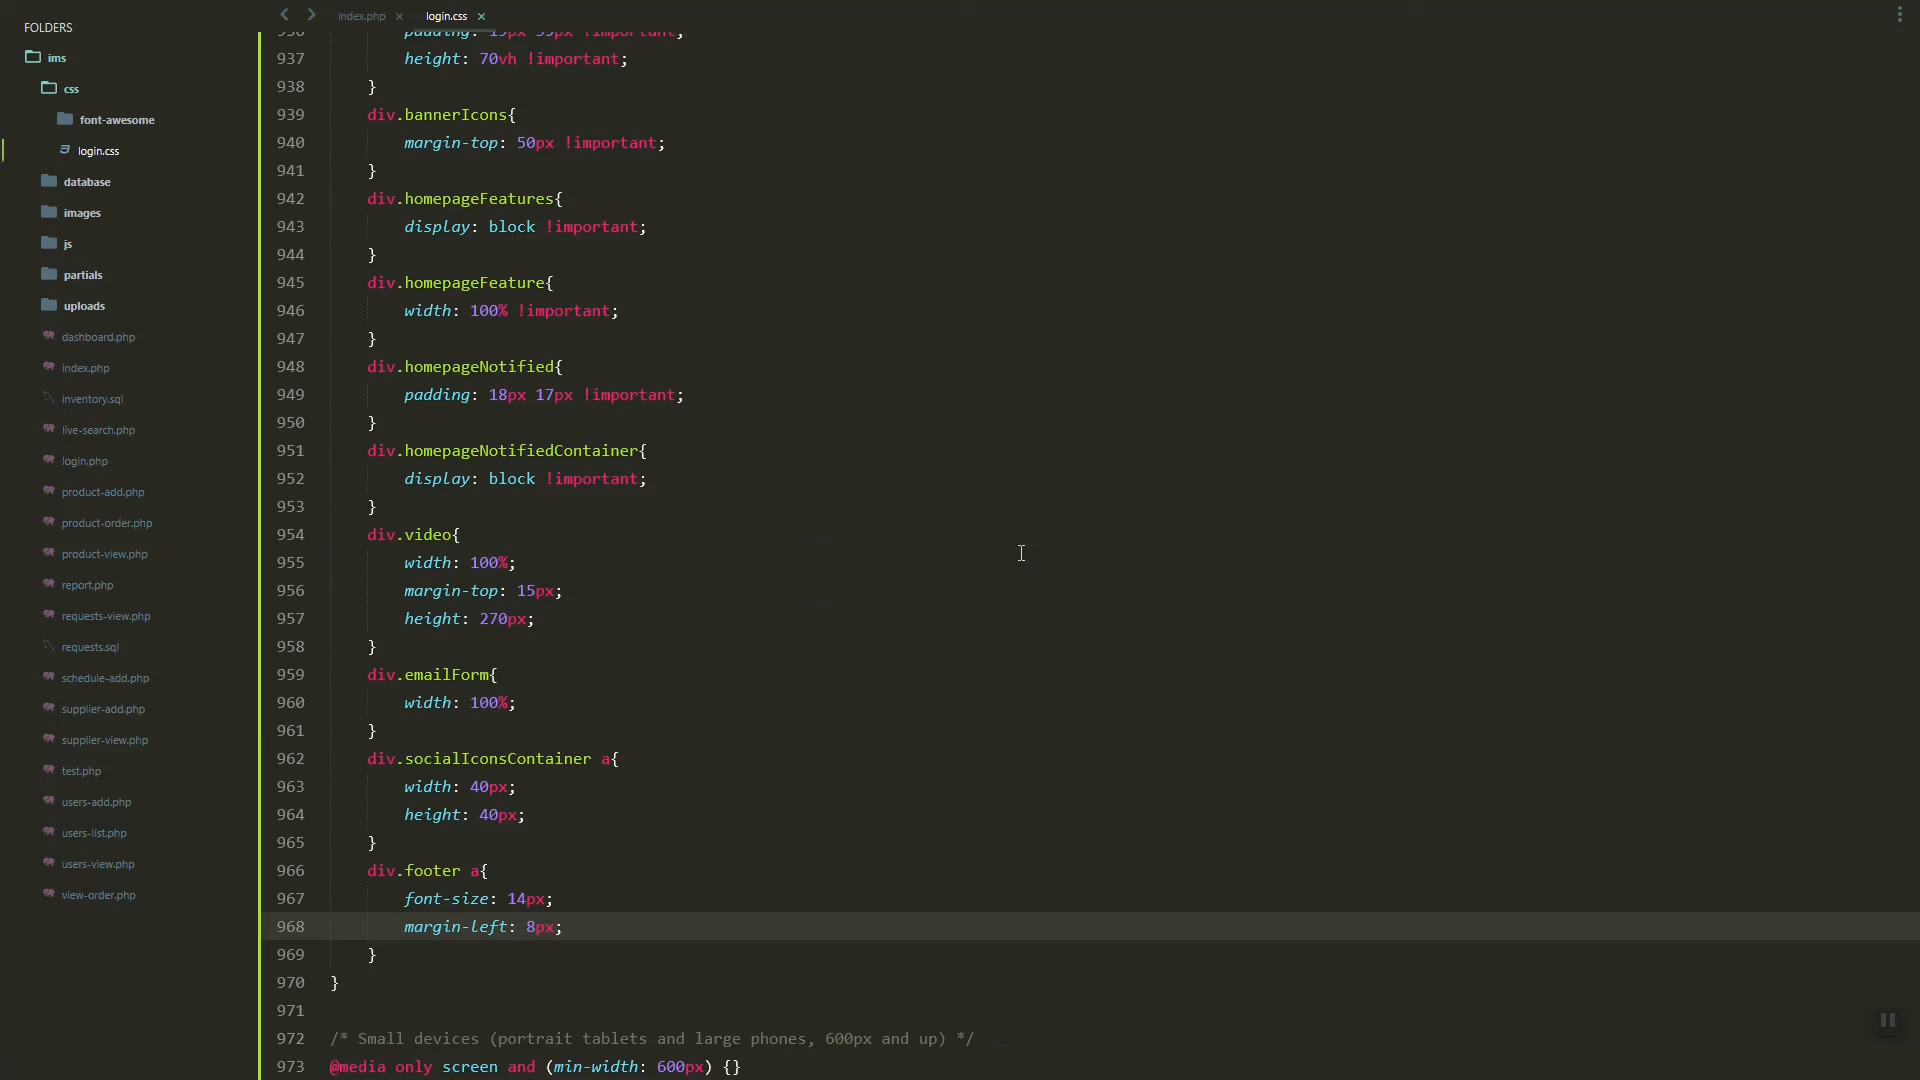 FOLDERS
ims
css
font-awesome
login.css
database
images
js
partials
uploads
dashboard.php
index.php
inventory.sql
live-search.php
login.php
product-add.php
product-order.php
product-view.php
report.php
requests-view.php
requests.sql
schedule-add.php
supplier-add.php
supplier-view.php
test.php
users-add.php
users-list.php
users-view.php
view-order.php
index.php × login.css ×
937 height: 70vh !important;
938 }
939 div.bannerIcons{
940 margin-top: 50px !important;
941 }
942 div.homepageFeatures{
943 display: block !important;
944 }
945 div.homepageFeature{
946 width: 100% !important;
947 }
948 div.homepageNotified{
949 padding: 18px 17px !important;
950 }
951 div.homepageNotifiedContainer{
952 display: block !important;
953 }
954 div.video{
955 width: 100%;
956 margin-top: 15px;
957 height: 270px;
958 }
959 div.emailForm{
960 width: 100%;
961 }
962 div.socialIconsContainer a{
963 width: 40px;
964 height: 40px;
965 }
966 div.footer a{
967 font-size: 14px;
968 margin-left: 8px;
969 }
970 }
971
972 /* Small devices (portrait tablets and large phones, 600px and up) */
973 @media only screen and (min-width: 600px) {}